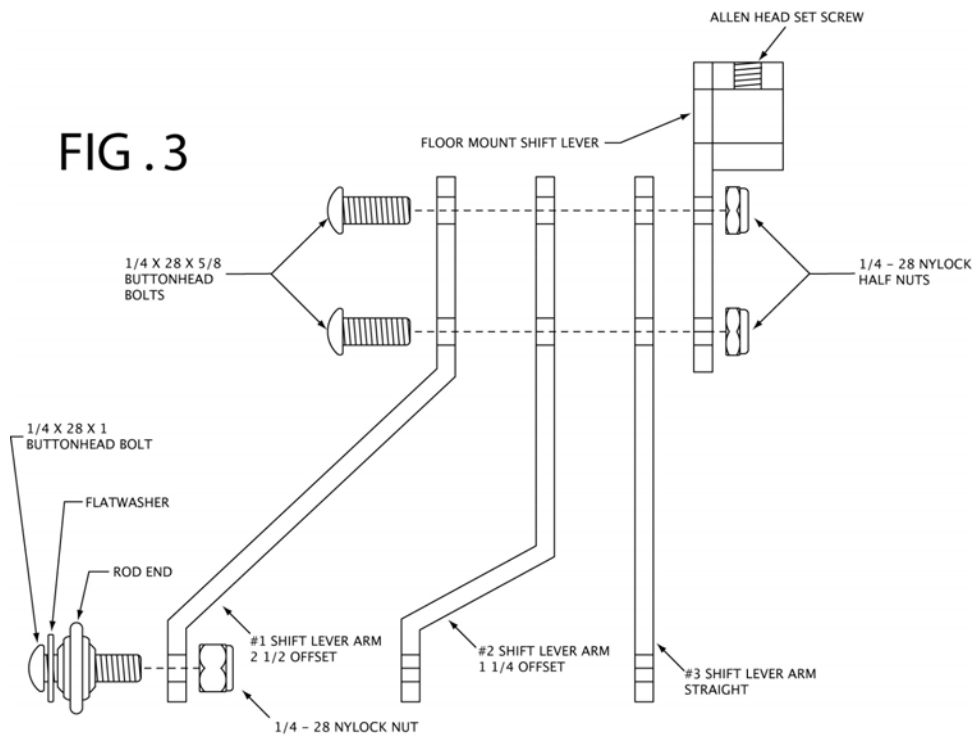 ALLEN HEAD SET SCREW
FIG . 3
FLOOR MOUNT SHIFT LEVER
1/4 X 28 X 5/8
BUTTONHEAD
BOLTS
1/4 – 28 NYLOCK
HALF NUTS
1/4 X 28 X 1
BUTTONHEAD BOLT
FLATWASHER
ROD END
#1 SHIFT LEVER ARM
2 1/2 OFFSET
#2 SHIFT LEVER ARM
1 1/4 OFFSET
#3 SHIFT LEVER ARM
STRAIGHT
1/4 – 28 NYLOCK NUT